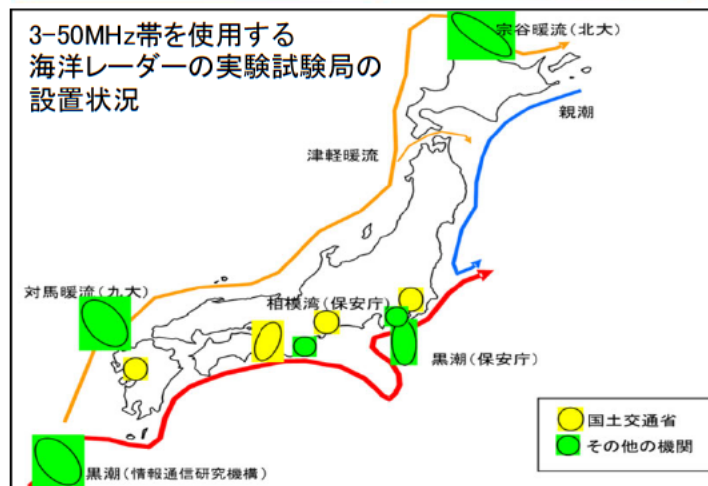 3-50MHz帯を使用する
海洋レーダーの実験試験局の
設置状況
宗谷暖流(北大)
親潮
津軽暖流
対馬暖流(九大)
相模湾(保安庁)
黒潮(保安庁)
国土交通省
その他の機関
黒潮(情報通信研究機構)